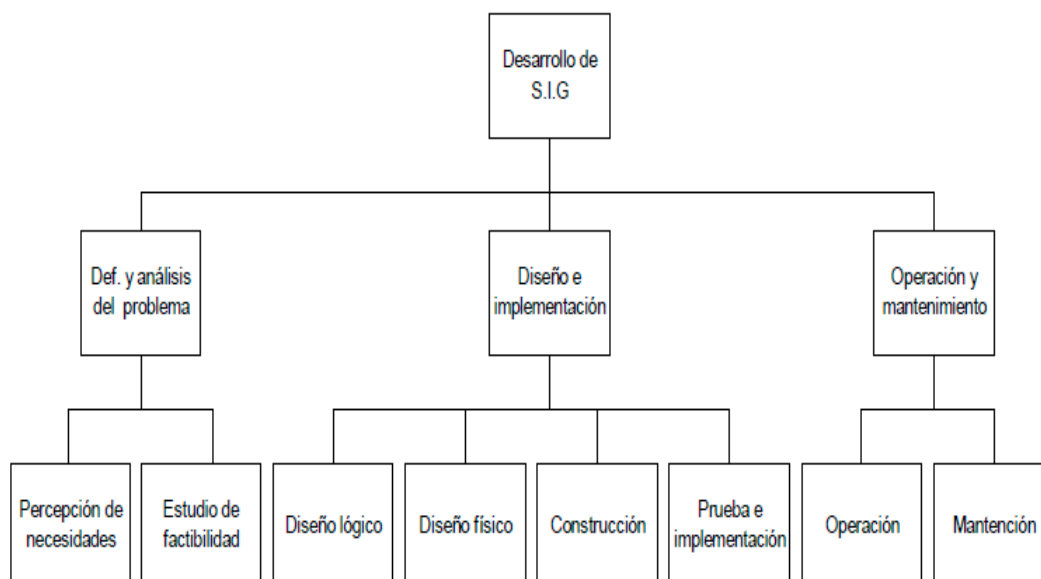 Desarrollo de
S.I.G
Def. y análisis
del problema
Diseño e
implementación
Operación y
mantenimiento
Percepción de
necesidades
Estudio de
factibilidad
Diseño lógico
Diseño físico
Construcción
Prueba e
implementación
Operación
Mantención